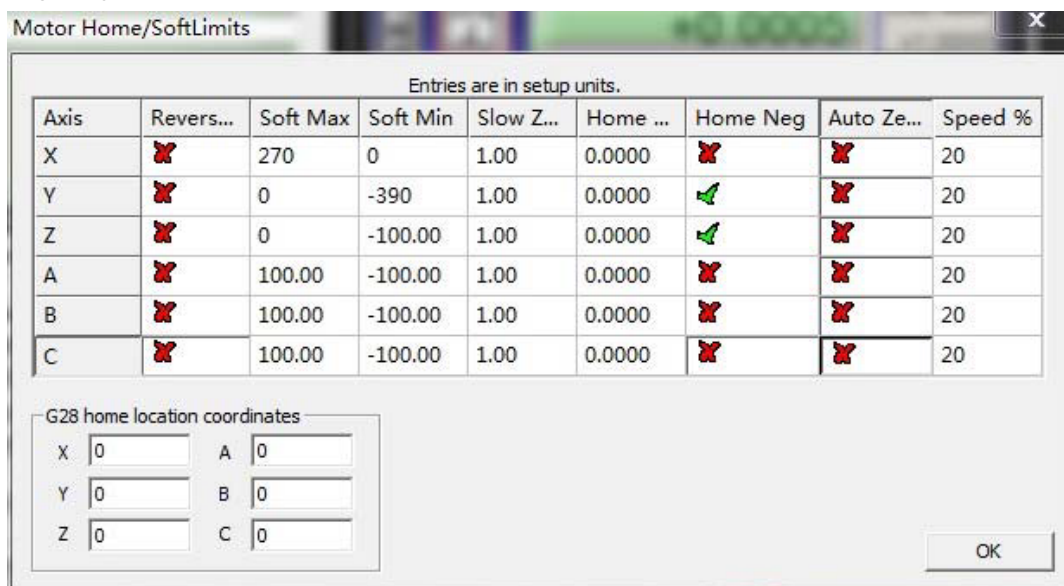 Motor Home/SoftLimits
+0.0005
X
Entries are in setup units.
Axis Revers... Soft Max Soft Min Slow Z... Home ... Home Neg Auto Ze... Speed %
X 270 0 1.00 0.0000 20
Y 0 -390 1.00 0.0000 20
Z 0 -100.00 1.00 0.0000 20
A 100.00 -100.00 1.00 0.0000 20
B 100.00 -100.00 1.00 0.0000 20
C 100.00 -100.00 1.00 0.0000 20
G28 home location coordinates
X 0 A 0
Y 0 B 0
Z 0 C 0
OK